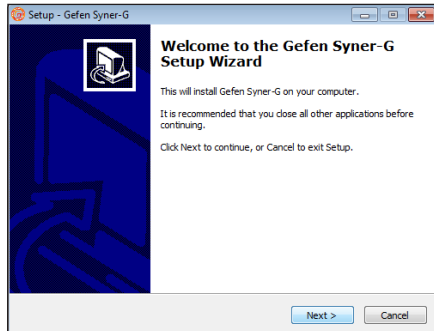 Setup - Gefen Syner-G
Welcome to the Gefen Syner-G
Setup Wizard
This will install Gefen Syner-G on your computer.
It is recommended that you close all other applications before
continuing.
Click Next to continue, or Cancel to exit Setup.
Next >
Cancel